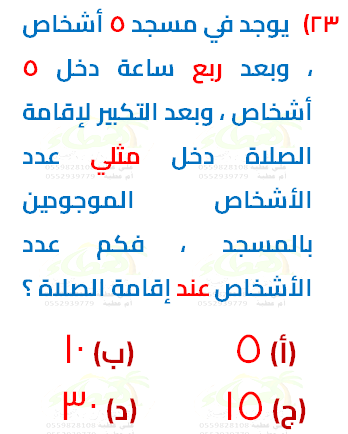 ٢٣) يوجد في مسجد ٥ أشخاص
، وبعد ربع ساعة دخل ٥
أشخاص ، وبعد التكبير لإقامة
الصلاة دخل مثلي عدد
الأشخاص الموجودين
بالمسجد ، فكم عدد
الأشخاص عند إقامة الصلاة ؟
(أ) ٥ (ب) ١٠
(ج) ١٥ (د) ٣٠